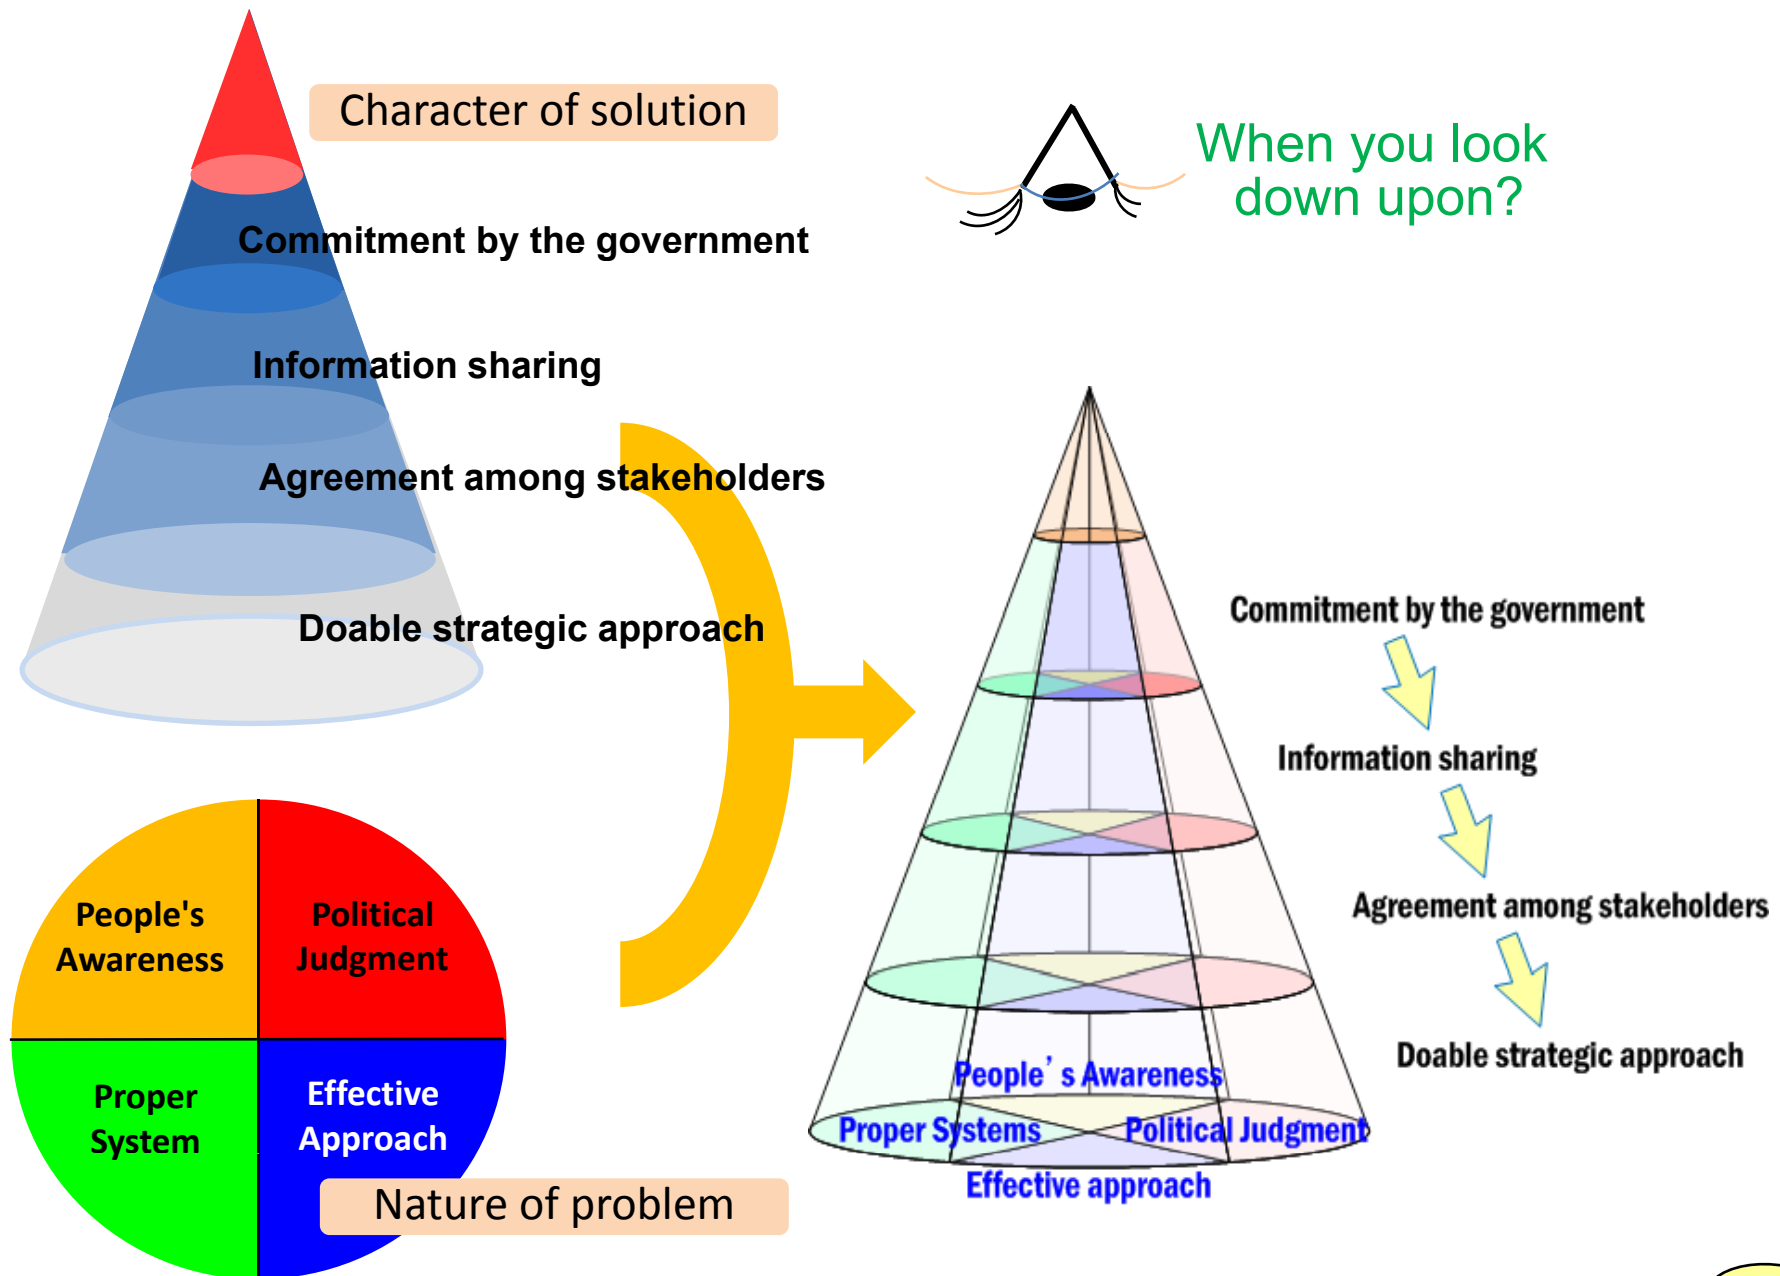 Character of solution
Commitment by the government
Information sharing
Agreement among stakeholders
Doable strategic approach
People's
Awareness
Political
Judgment
Proper
System
Effective
Approach
Nature of problem
When you look
down upon?
Commitment by the government
Information sharing
Agreement among stakeholders
Doable strategic approach
People’s Awareness
Proper Systems
Political Judgment
Effective approach